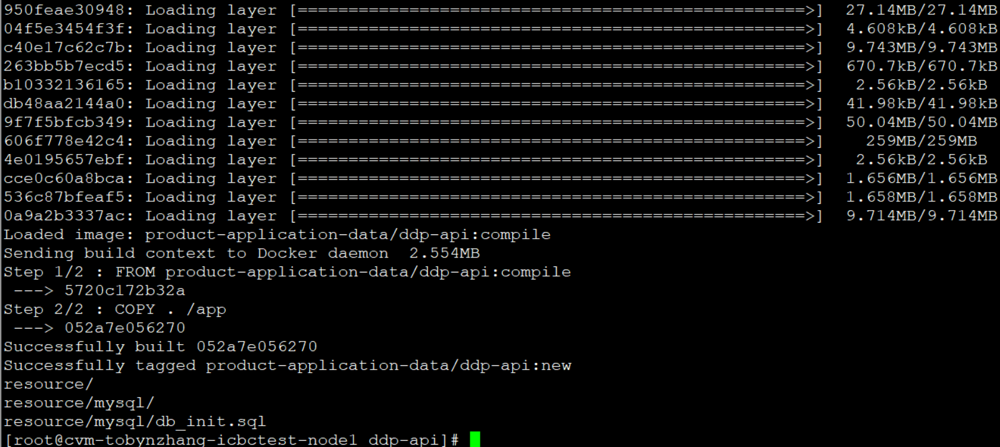 950feae30948: Loading layer [==================================================>]  27.14MB/27.14MB
04f5e3454f3f: Loading layer [==================================================>]  4.608kB/4.608kB
c40e17c62c7b: Loading layer [==================================================>]  9.743MB/9.743MB
263bb5b7ecd5: Loading layer [==================================================>]  670.7kB/670.7kB
b10332136165: Loading layer [==================================================>]   2.56kB/2.56kB
db48aa2144a0: Loading layer [==================================================>]  41.98kB/41.98kB
9f7f5bfcb349: Loading layer [==================================================>]  50.04MB/50.04MB
606f778e42c4: Loading layer [==================================================>]    259MB/259MB
4e0195657ebf: Loading layer [==================================================>]   2.56kB/2.56kB
cce0c60a8bca: Loading layer [==================================================>]  1.656MB/1.656MB
536c87bfeaf5: Loading layer [==================================================>]  1.658MB/1.658MB
0a9a2b3337ac: Loading layer [==================================================>]  9.714MB/9.714MB
Loaded image: product-application-data/ddp-api:compile
Sending build context to Docker daemon  2.554MB
Step 1/2 : FROM product-application-data/ddp-api:compile
 ---> 5720c172b32a
Step 2/2 : COPY . /app
 ---> 052a7e056270
Successfully built 052a7e056270
Successfully tagged product-application-data/ddp-api:new
resource/
resource/mysql/
resource/mysql/db_init.sql
[root@cvm-tobynzhang-icbctest-node1 ddp-api]#